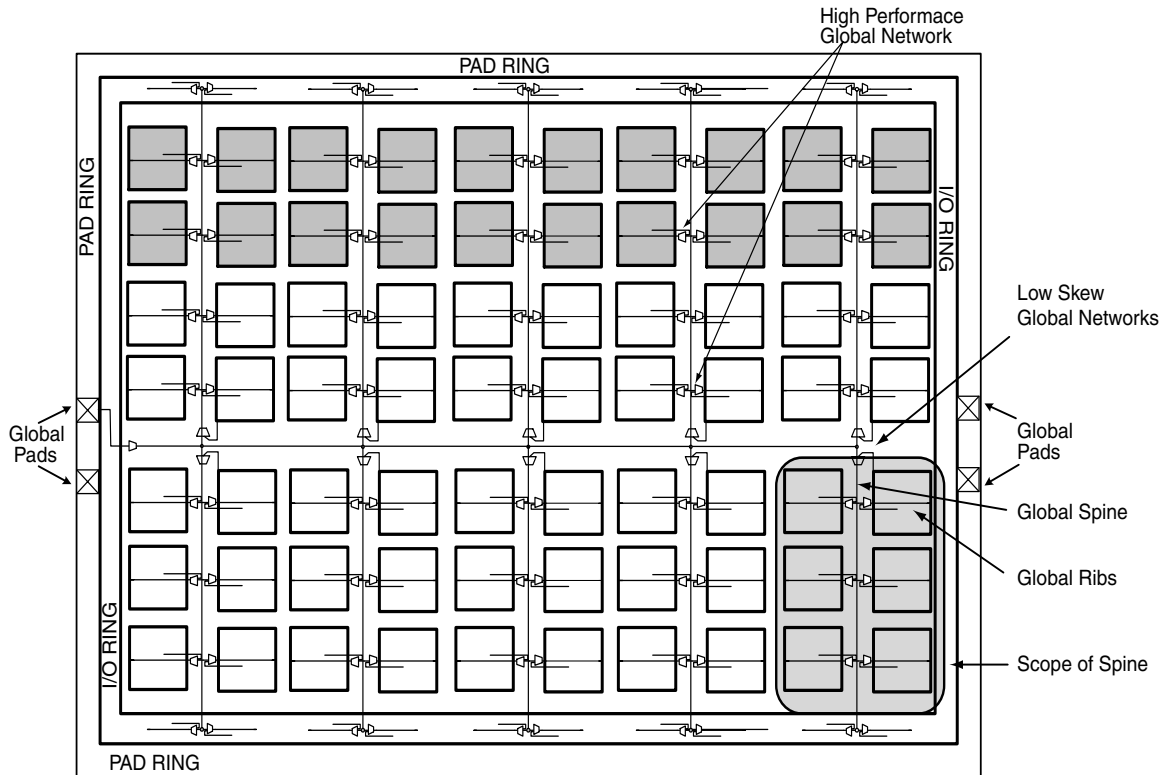 High Performace
Global Network
PAD RING
PAD RING
I/O RING
Low Skew
Global Networks
Global
Pads
Global
Pads
Global Spine
Global Ribs
I/O RING
Scope of Spine
PAD RING